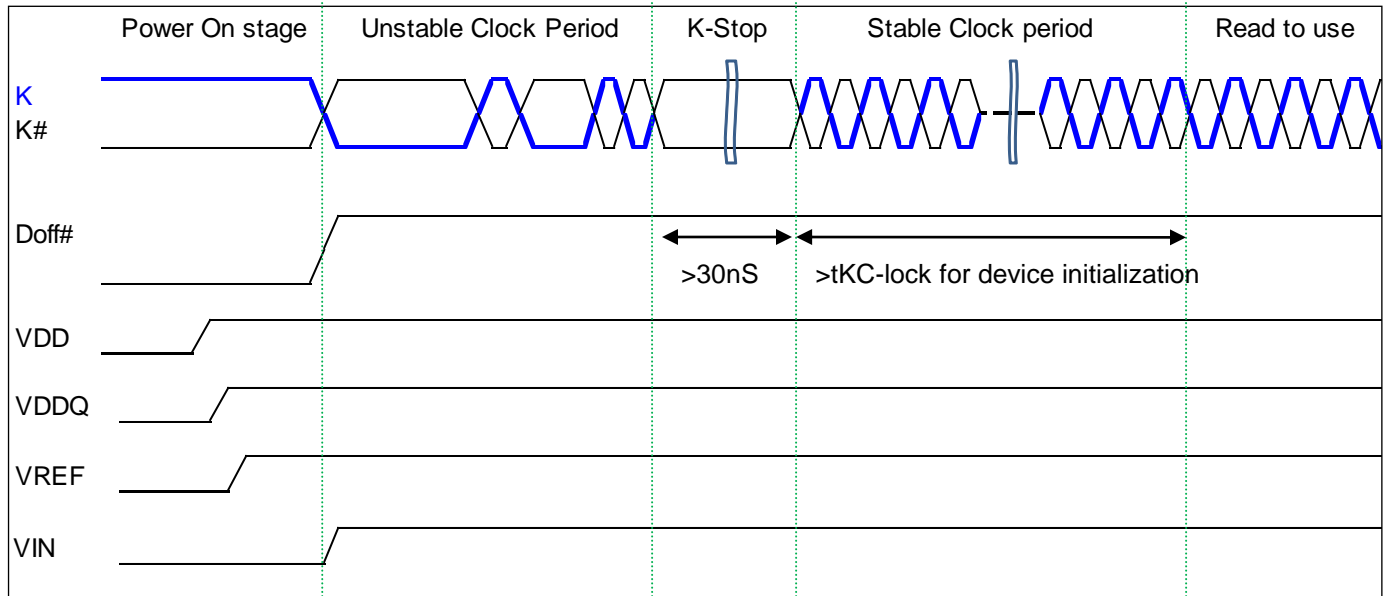 Power On stage Unstable Clock Period K-Stop Stable Clock period Read to use
K
K#
Doff#
>30nS >tKC-lock for device initialization
VDD
VDDQ
VREF
VIN